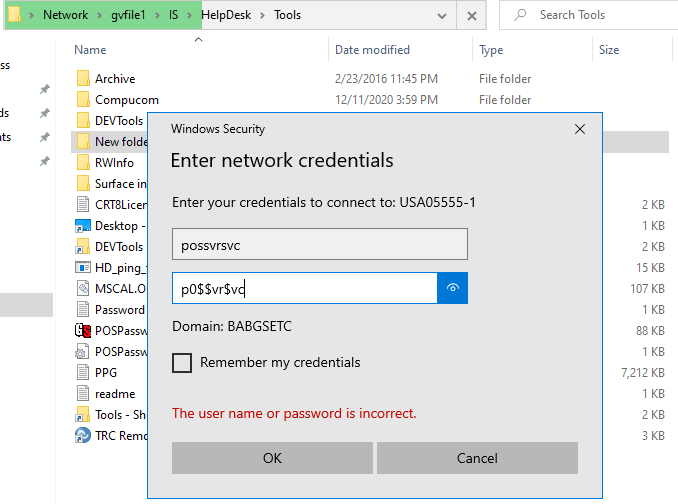 Network > gvfile1 > IS > HelpDesk > Tools
Search Tools
Name Date modified Type Size
ss
ds
nts
Archive 2/23/2016 11:45 PM File folder
Compucom 12/11/2020 3:59 PM File folder
DEVTools
New folde
RWInfo
Surface in
CRT8Licen 2 KB
Desktop - 1 KB
DEVTools 2 KB
HD_ping_ 15 KB
MSCAL.O 107 KB
Password 1 KB
POSPassw 88 KB
POSPassw 1 KB
PPG 7,212 KB
readme 1 KB
Tools - Sho 2 KB
TRC Remo 3 KB
Windows Security
Enter network credentials
Enter your credentials to connect to: USA05555-1
possvrsvc
p0$$vr$vc
Domain: BABGSETC
Remember my credentials
The user name or password is incorrect.
OK
Cancel